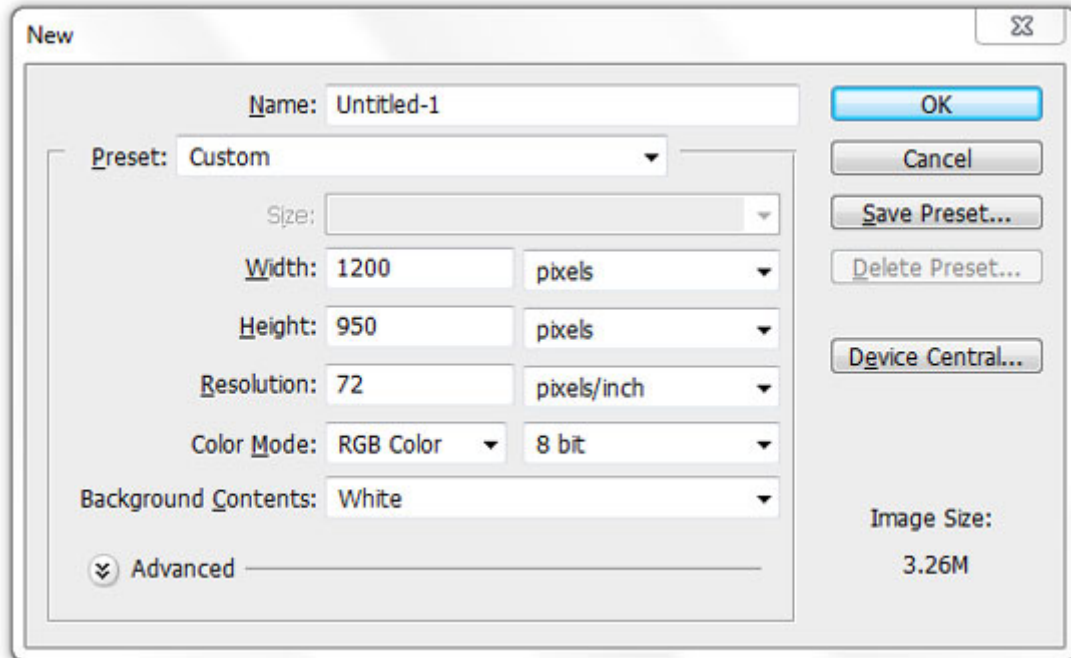 New
Name: Untitled-1
OK
Preset: Custom
Cancel
Size:
Save Preset...
Width: 1200 pixels
Delete Preset...
Height: 950 pixels
Device Central...
Resolution: 72 pixels/inch
Color Mode: RGB Color 8 bit
Background Contents: White
Image Size:
3.26M
Advanced